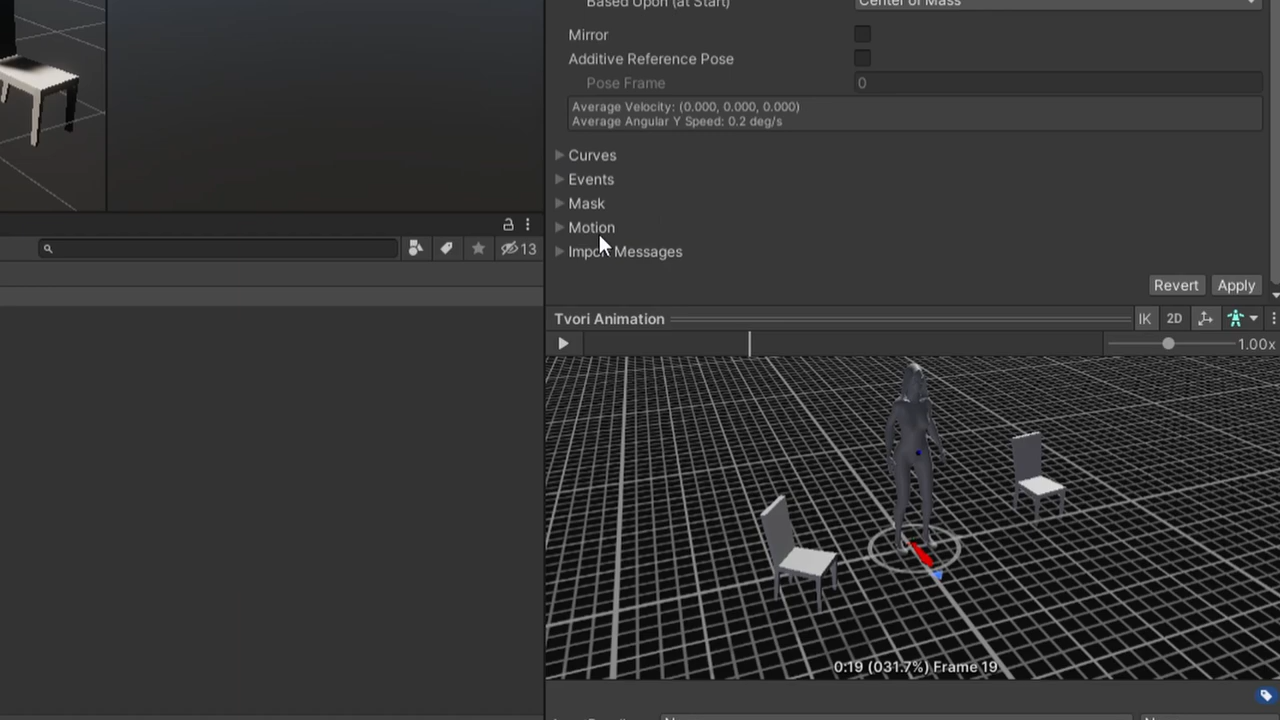 Based Upon (at Start) Center of Mass
Mirror
Additive Reference Pose
Pose Frame 0
Average Velocity: (0.000, 0.000, 0.000)
Average Angular Y Speed: 0.2 deg/s
Curves
Events
Mask
Motion
13
Import Messages
Revert Apply
Tvori Animation IK 2D
1.00x
0:19 (031.7%) Frame 19